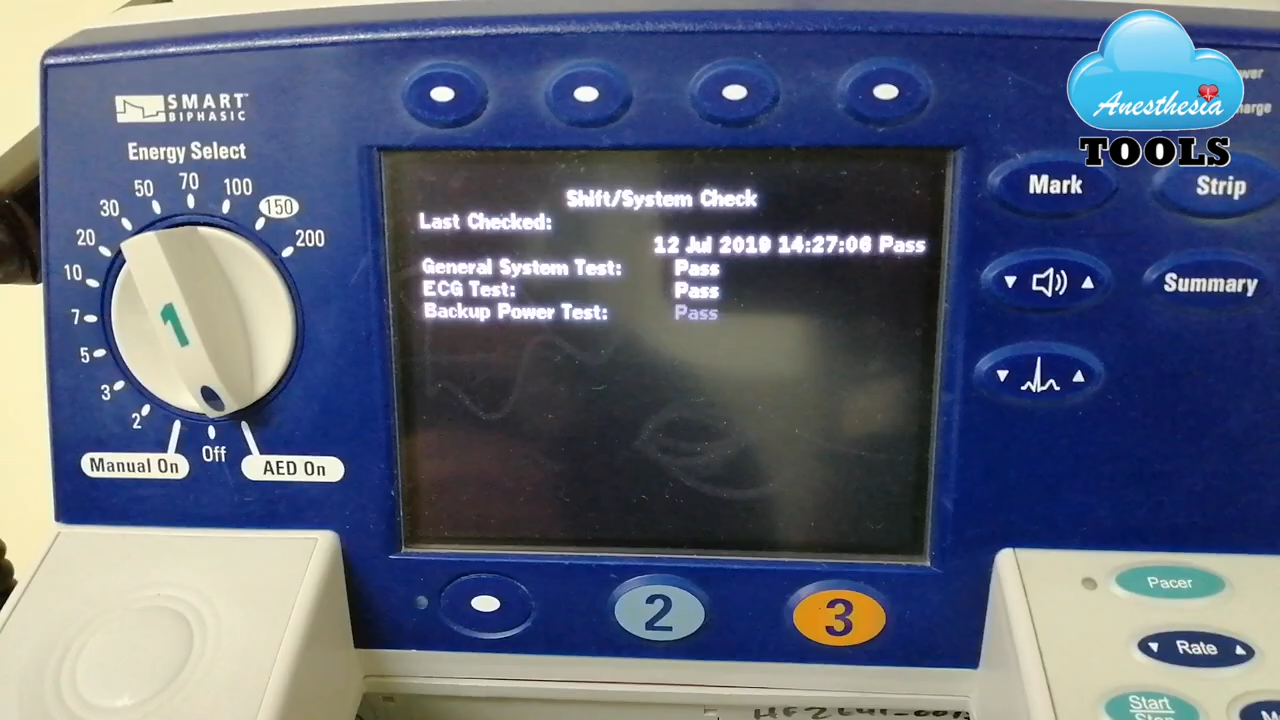 SMART
BIPHASIC
Energy Select
2
3
5
7
10
20
30
50
70
100
150
200
1
Manual On
Off
AED On
Shift/System Check
Last Checked:
12 Jul 2019 14:27:06 Pass
General System Test: Pass
ECG Test: Pass
Backup Power Test: Pass
2
3
Anesthesia
TOOLS
Mark
Strip
Summary
Pacer
Rate
Start